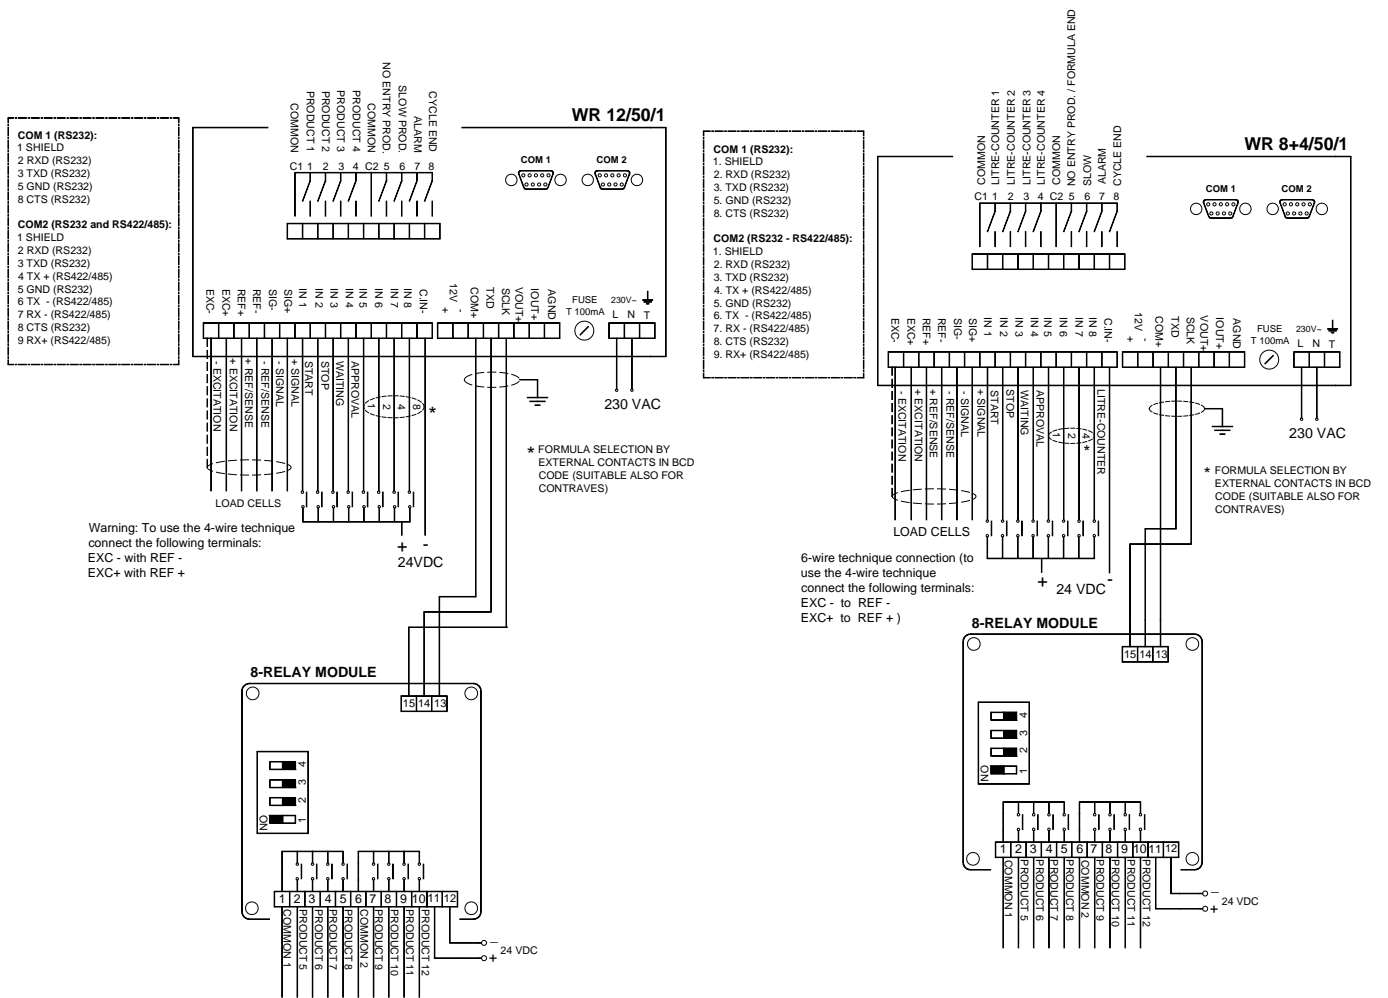 WR 12/50/1
COM 1 (RS232):
1 SHIELD
2 RXD (RS232)
3 TXD (RS232)
5 GND (RS232)
8 CTS (RS232)
COM2 (RS232 and RS422/485):
1 SHIELD
2 RXD (RS232)
3 TXD (RS232)
4 TX + (RS422/485)
5 GND (RS232)
6 TX - (RS422/485)
7 RX - (RS422/485)
8 CTS (RS232)
9 RX+ (RS422/485)
COMMON
PRODUCT 1
PRODUCT 2
PRODUCT 3
PRODUCT 4
COMMON
NO ENTRY PROD.
SLOW PROD.
ALARM
CYCLE END
C1 1 2 3 4 C2 5 6 7 8
COM 1
COM 2
EXC-
EXC+
REF+
REF-
SIG-
SIG+
IN 1
IN 2
IN 3
IN 4
IN 5
IN 6
IN 7
IN 8
C.IN-
12V
+ -
COM+
TXD
SCLK
VOUT+
IOUT+
AGND
FUSE
T 100mA
230V~
L N T
- EXCITATION
+ EXCITATION
+ REF/SENSE
- REF/SENSE
- SIGNAL
+ SIGNAL
START
STOP
WAITING
APPROVAL
1 2 4 8 *
230 VAC
* FORMULA SELECTION BY
EXTERNAL CONTACTS IN BCD
CODE (SUITABLE ALSO FOR
CONTRAVES)
LOAD CELLS
Warning: To use the 4-wire technique
connect the following terminals:
EXC - with REF -
EXC+ with REF +
+ -
24VDC
8-RELAY MODULE
15 14 13
4
3
2
1
ON
1 2 3 4 5 6 7 8 9 10 11 12
COMMON 1
PRODUCT 5
PRODUCT 6
PRODUCT 7
PRODUCT 8
COMMON 2
PRODUCT 9
PRODUCT 10
PRODUCT 11
PRODUCT 12
−
24 VDC
+
WR 8+4/50/1
COM 1 (RS232):
1. SHIELD
2. RXD (RS232)
3. TXD (RS232)
5. GND (RS232)
8. CTS (RS232)
COM2 (RS232 - RS422/485):
1. SHIELD
2. RXD (RS232)
3. TXD (RS232)
4. TX + (RS422/485)
5. GND (RS232)
6. TX - (RS422/485)
7. RX - (RS422/485)
8. CTS (RS232)
9. RX+ (RS422/485)
COMMON
LITRE-COUNTER 1
LITRE-COUNTER 2
LITRE-COUNTER 3
LITRE-COUNTER 4
COMMON
NO ENTRY PROD. / FORMULA END
SLOW
ALARM
CYCLE END
C1 1 2 3 4 C2 5 6 7 8
COM 1
COM 2
EXC-
EXC+
REF+
REF-
SIG-
SIG+
IN 1
IN 2
IN 3
IN 4
IN 5
IN 6
IN 7
IN 8
C.IN-
12V
+ -
COM+
TXD
SCLK
VOUT+
IOUT+
AGND
FUSE
T 100mA
230V~
L N T
- EXCITATION
+ EXCITATION
+ REF/SENSE
- REF/SENSE
- SIGNAL
+ SIGNAL
START
STOP
WAITING
APPROVAL
1 2 4 *
LITRE-COUNTER
230 VAC
* FORMULA SELECTION BY
EXTERNAL CONTACTS IN BCD
CODE (SUITABLE ALSO FOR
CONTRAVES)
LOAD CELLS
6-wire technique connection (to
use the 4-wire technique
connect the following terminals:
EXC - to REF -
EXC+ to REF + )
+ 24 VDC -
8-RELAY MODULE
15 14 13
4
3
2
1
ON
1 2 3 4 5 6 7 8 9 10 11 12
COMMON 1
PRODUCT 5
PRODUCT 6
PRODUCT 7
PRODUCT 8
COMMON 2
PRODUCT 9
PRODUCT 10
PRODUCT 11
PRODUCT 12
−
24 VDC
+